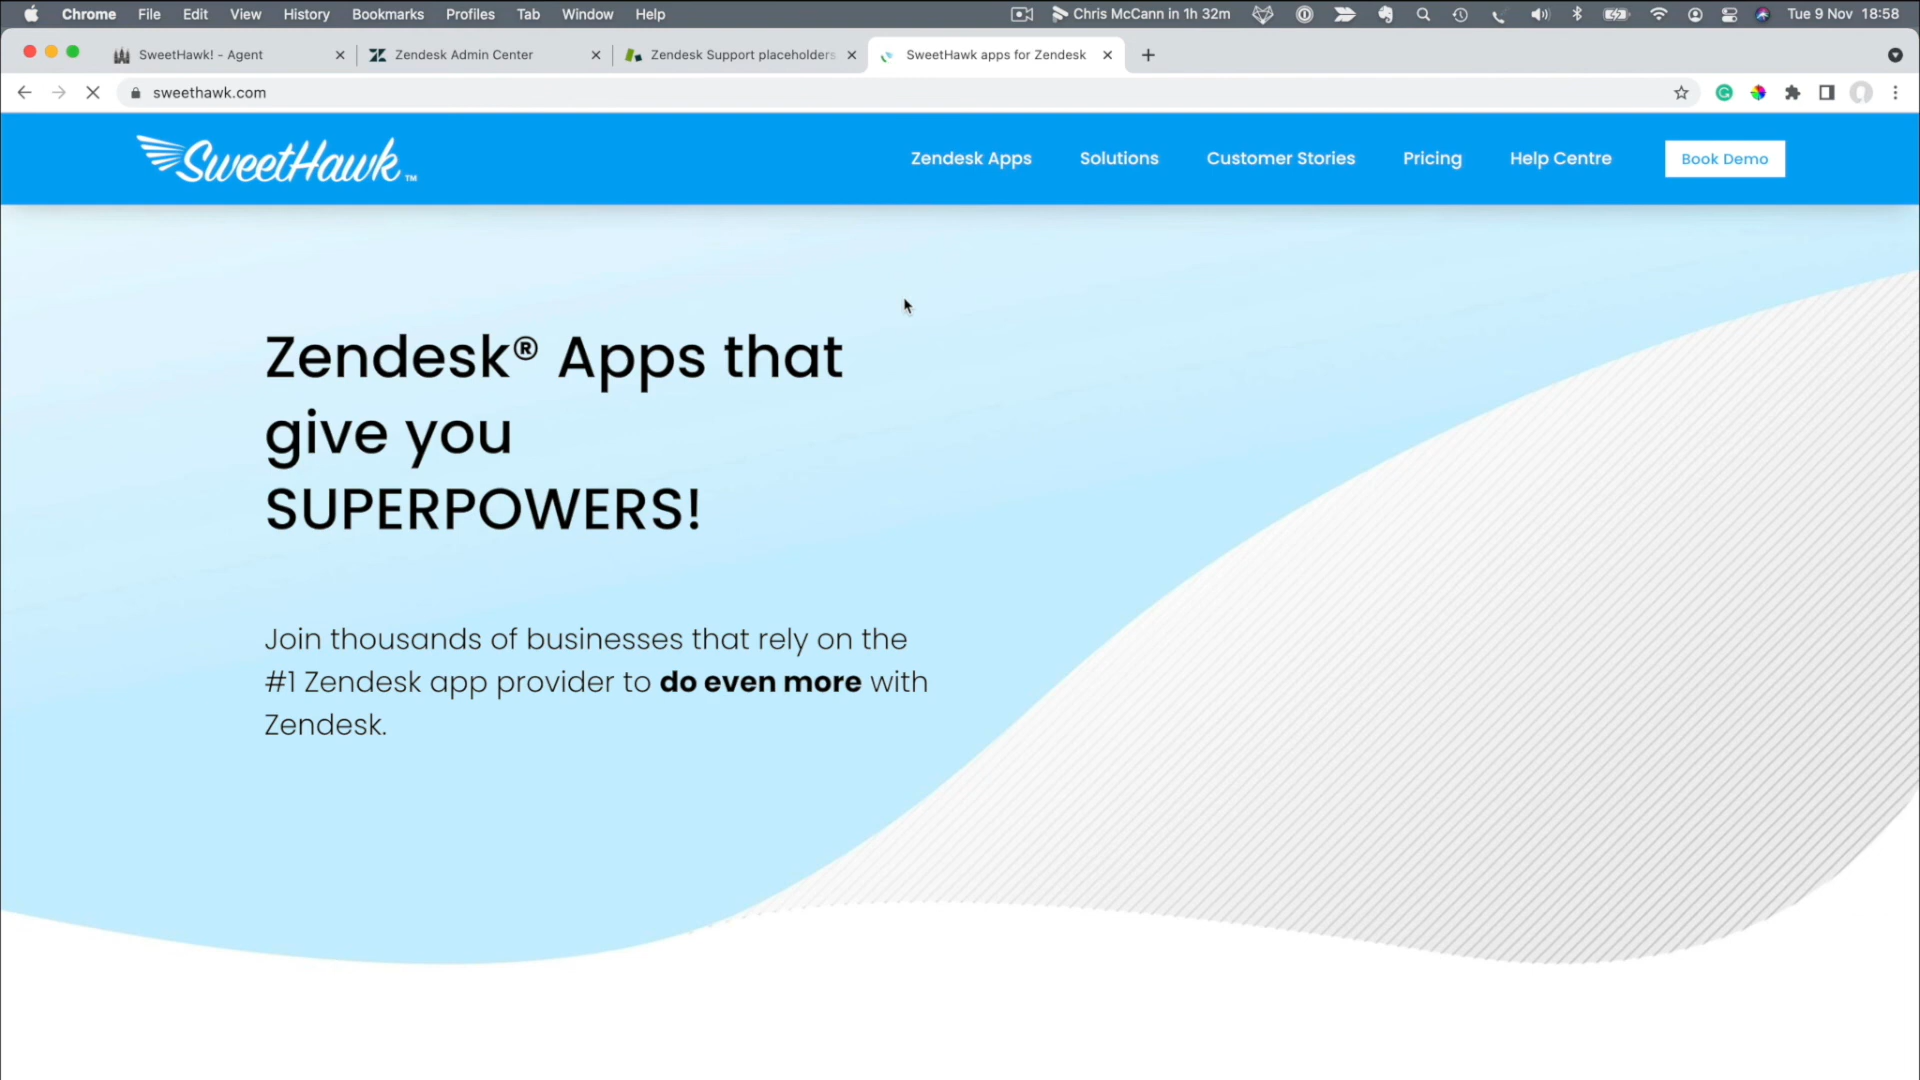 Chrome File Edit View History Bookmarks Profiles Tab Window Help Chris McCann in 1h 32m Tue 9 Nov 18:58
SweetHawk! - Agent Zendesk Admin Center Zendesk Support placeholders SweetHawk apps for Zendesk
sweethawk.com
SweetHawk™ Zendesk Apps Solutions Customer Stories Pricing Help Centre Book Demo
Zendesk® Apps that
give you
SUPERPOWERS!
Join thousands of businesses that rely on the
#1 Zendesk app provider to do even more with
Zendesk.